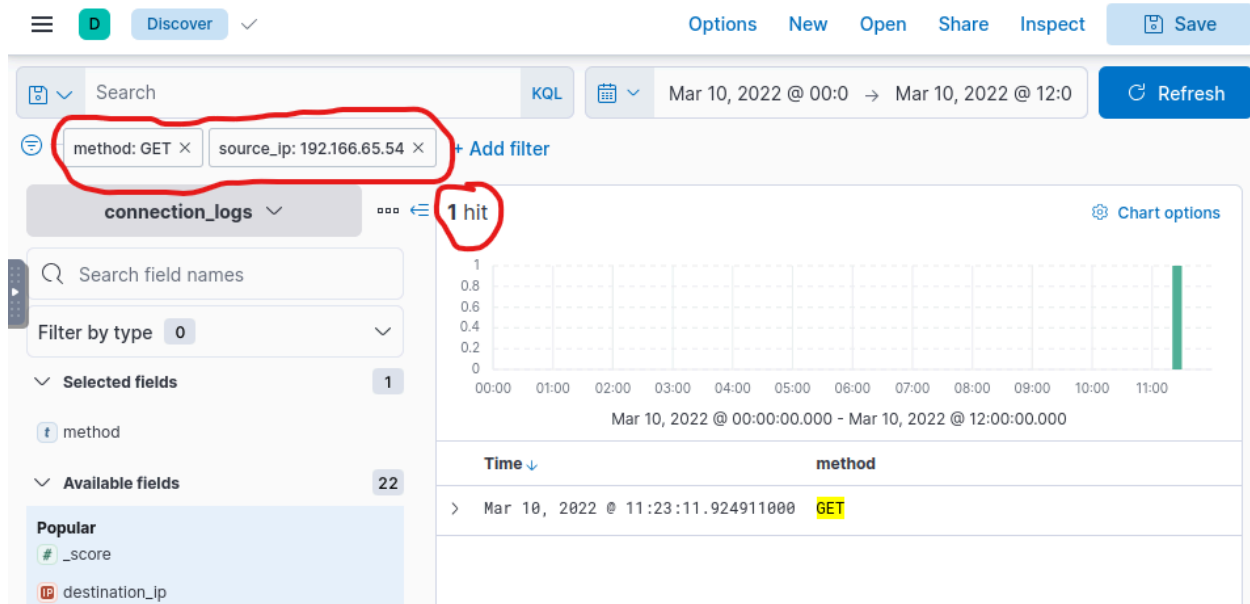 D Discover Options New Open Share Inspect Save
Search KQL Mar 10, 2022 @ 00:0 → Mar 10, 2022 @ 12:0 Refresh
method: GET × source_ip: 192.166.65.54 × + Add filter
connection_logs
1 hit Chart options
Search field names
Filter by type 0
Selected fields 1
t method
Available fields 22
Popular
# _score
IP destination_ip
1
0.8
0.6
0.4
0.2
0
00:00 01:00 02:00 03:00 04:00 05:00 06:00 07:00 08:00 09:00 10:00 11:00
Mar 10, 2022 @ 00:00:00.000 - Mar 10, 2022 @ 12:00:00.000
Time ↓ method
Mar 10, 2022 @ 11:23:11.924911000 GET